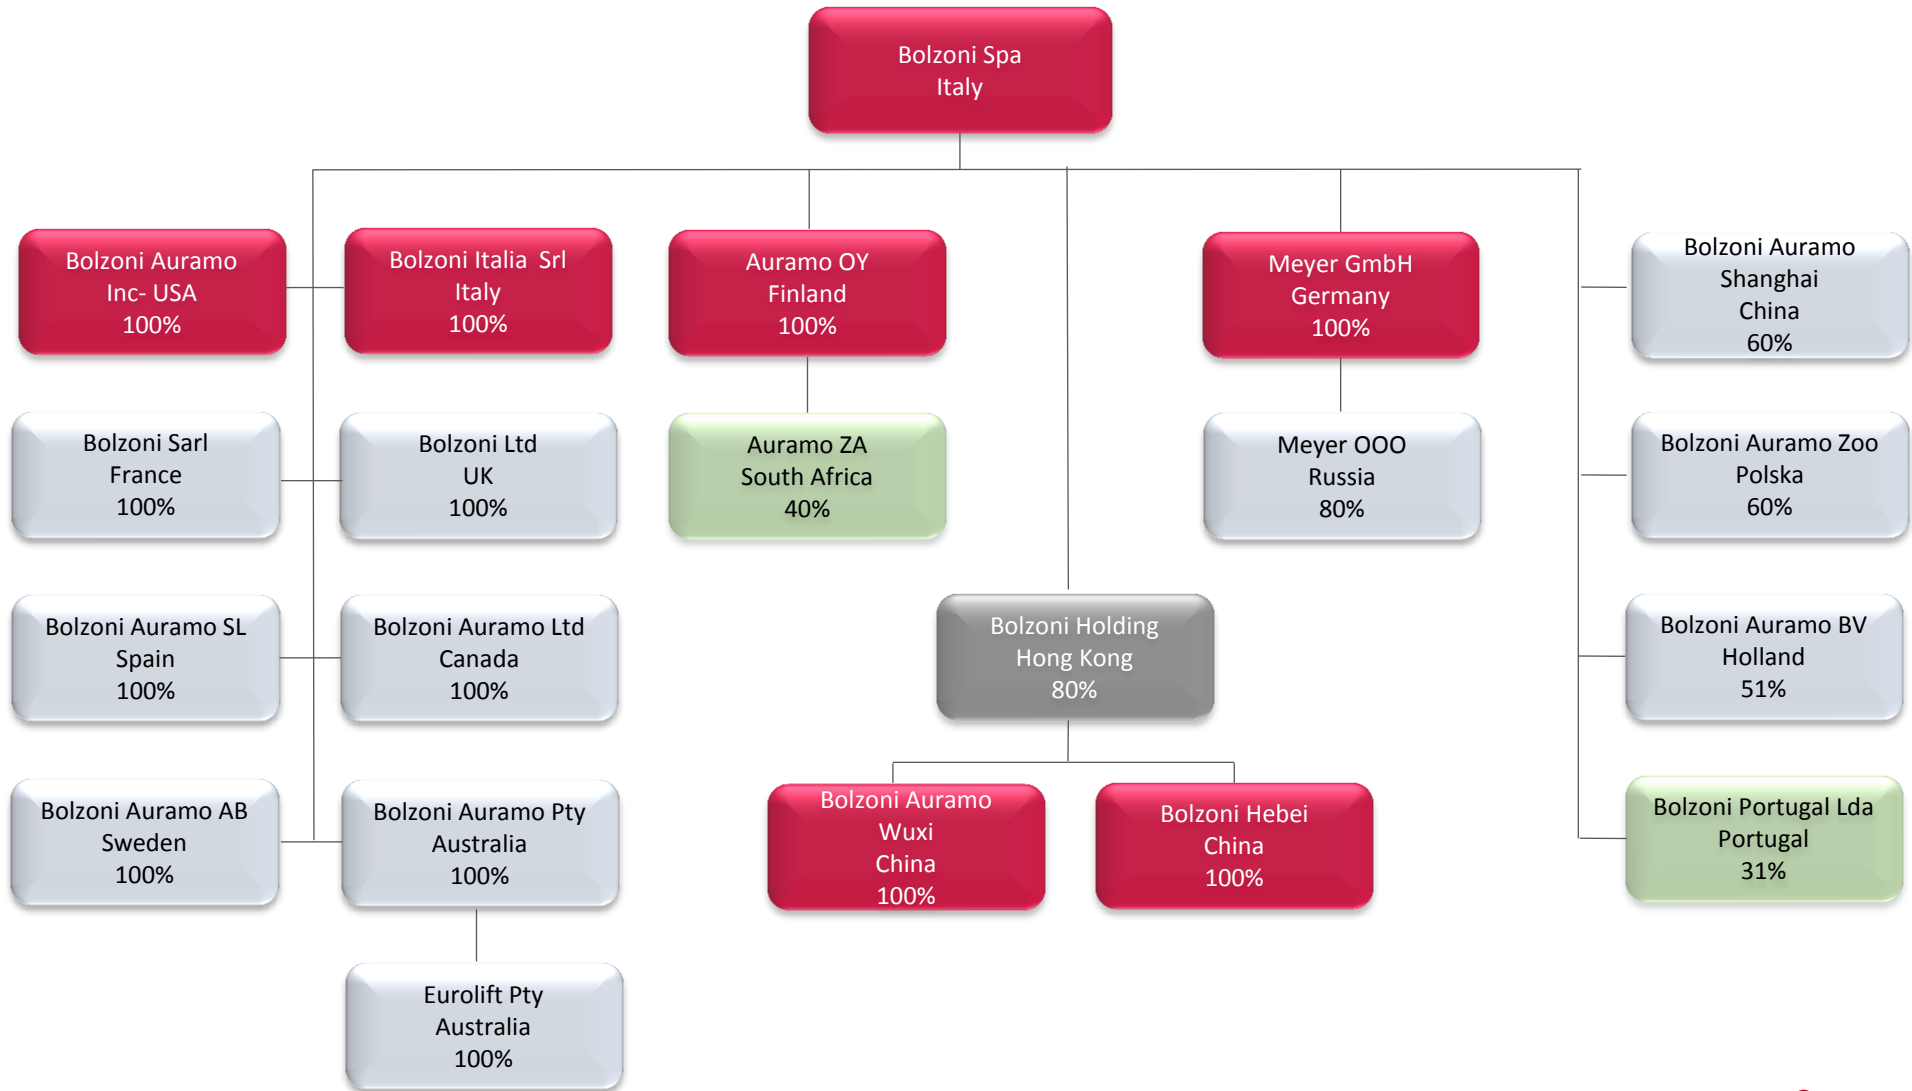 Bolzoni Spa
Italy
Bolzoni Auramo
Inc- USA
100%
Bolzoni Italia Srl
Italy
100%
Auramo OY
Finland
100%
Meyer GmbH
Germany
100%
Bolzoni Auramo
Shanghai
China
60%
Bolzoni Sarl
France
100%
Bolzoni Ltd
UK
100%
Auramo ZA
South Africa
40%
Meyer OOO
Russia
80%
Bolzoni Auramo Zoo
Polska
60%
Bolzoni Auramo SL
Spain
100%
Bolzoni Auramo Ltd
Canada
100%
Bolzoni Holding
Hong Kong
80%
Bolzoni Auramo BV
Holland
51%
Bolzoni Auramo AB
Sweden
100%
Bolzoni Auramo Pty
Australia
100%
Bolzoni Auramo
Wuxi
China
100%
Bolzoni Hebei
China
100%
Bolzoni Portugal Lda
Portugal
31%
Eurolift Pty
Australia
100%